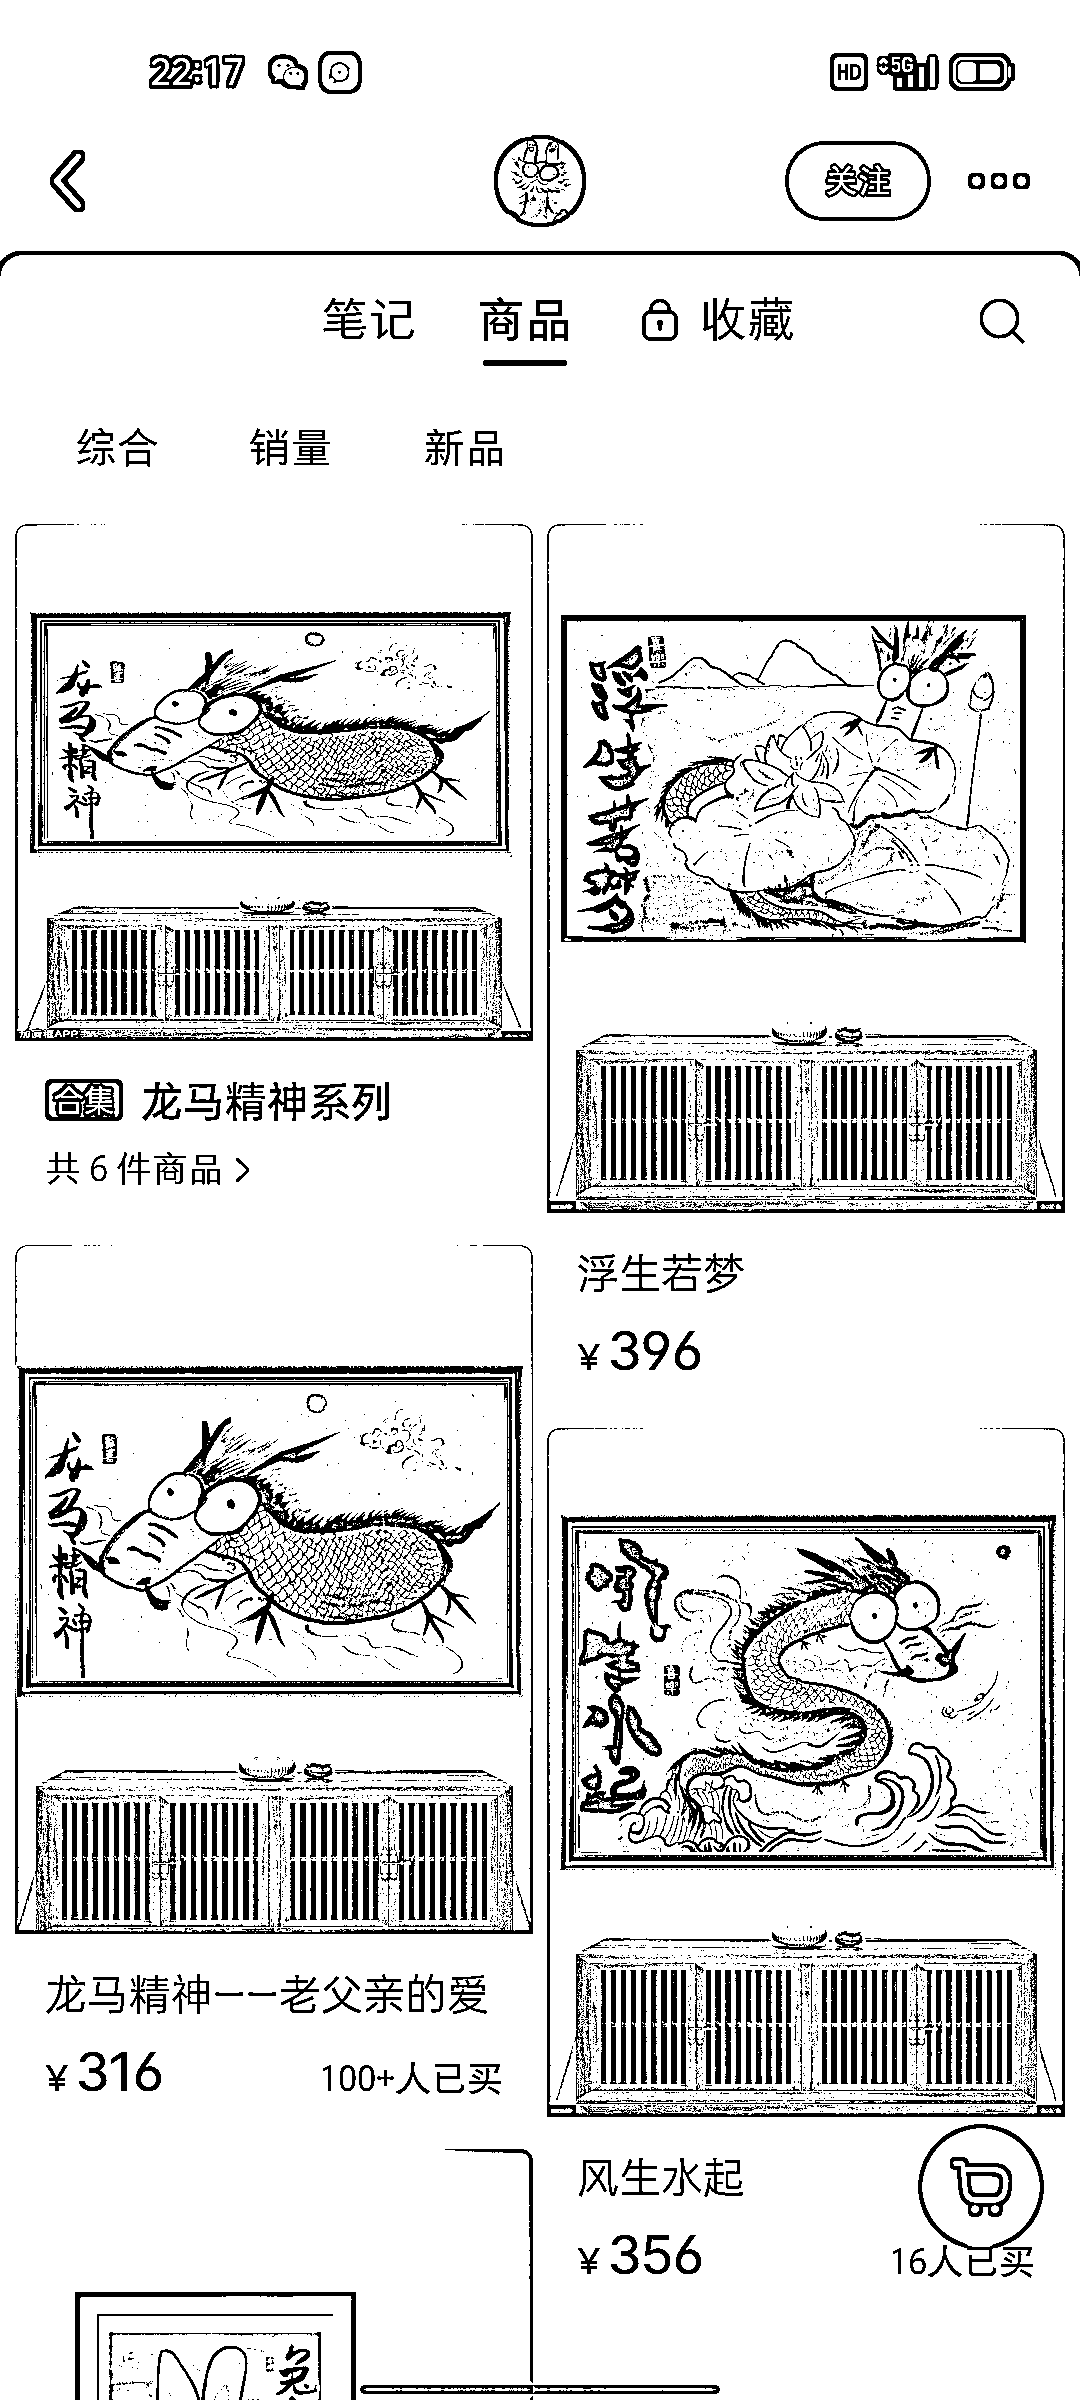 22:17
HD 5G
关注
笔记 商品 收藏
综合 销量 新品
龙马精神
合集 龙马精神系列
共6件商品 >
浮生若梦
¥396
龙马精神
龙马精神——老父亲的爱
¥316 100+人已买
风生水起
风生水起
¥356 16人已买
兔